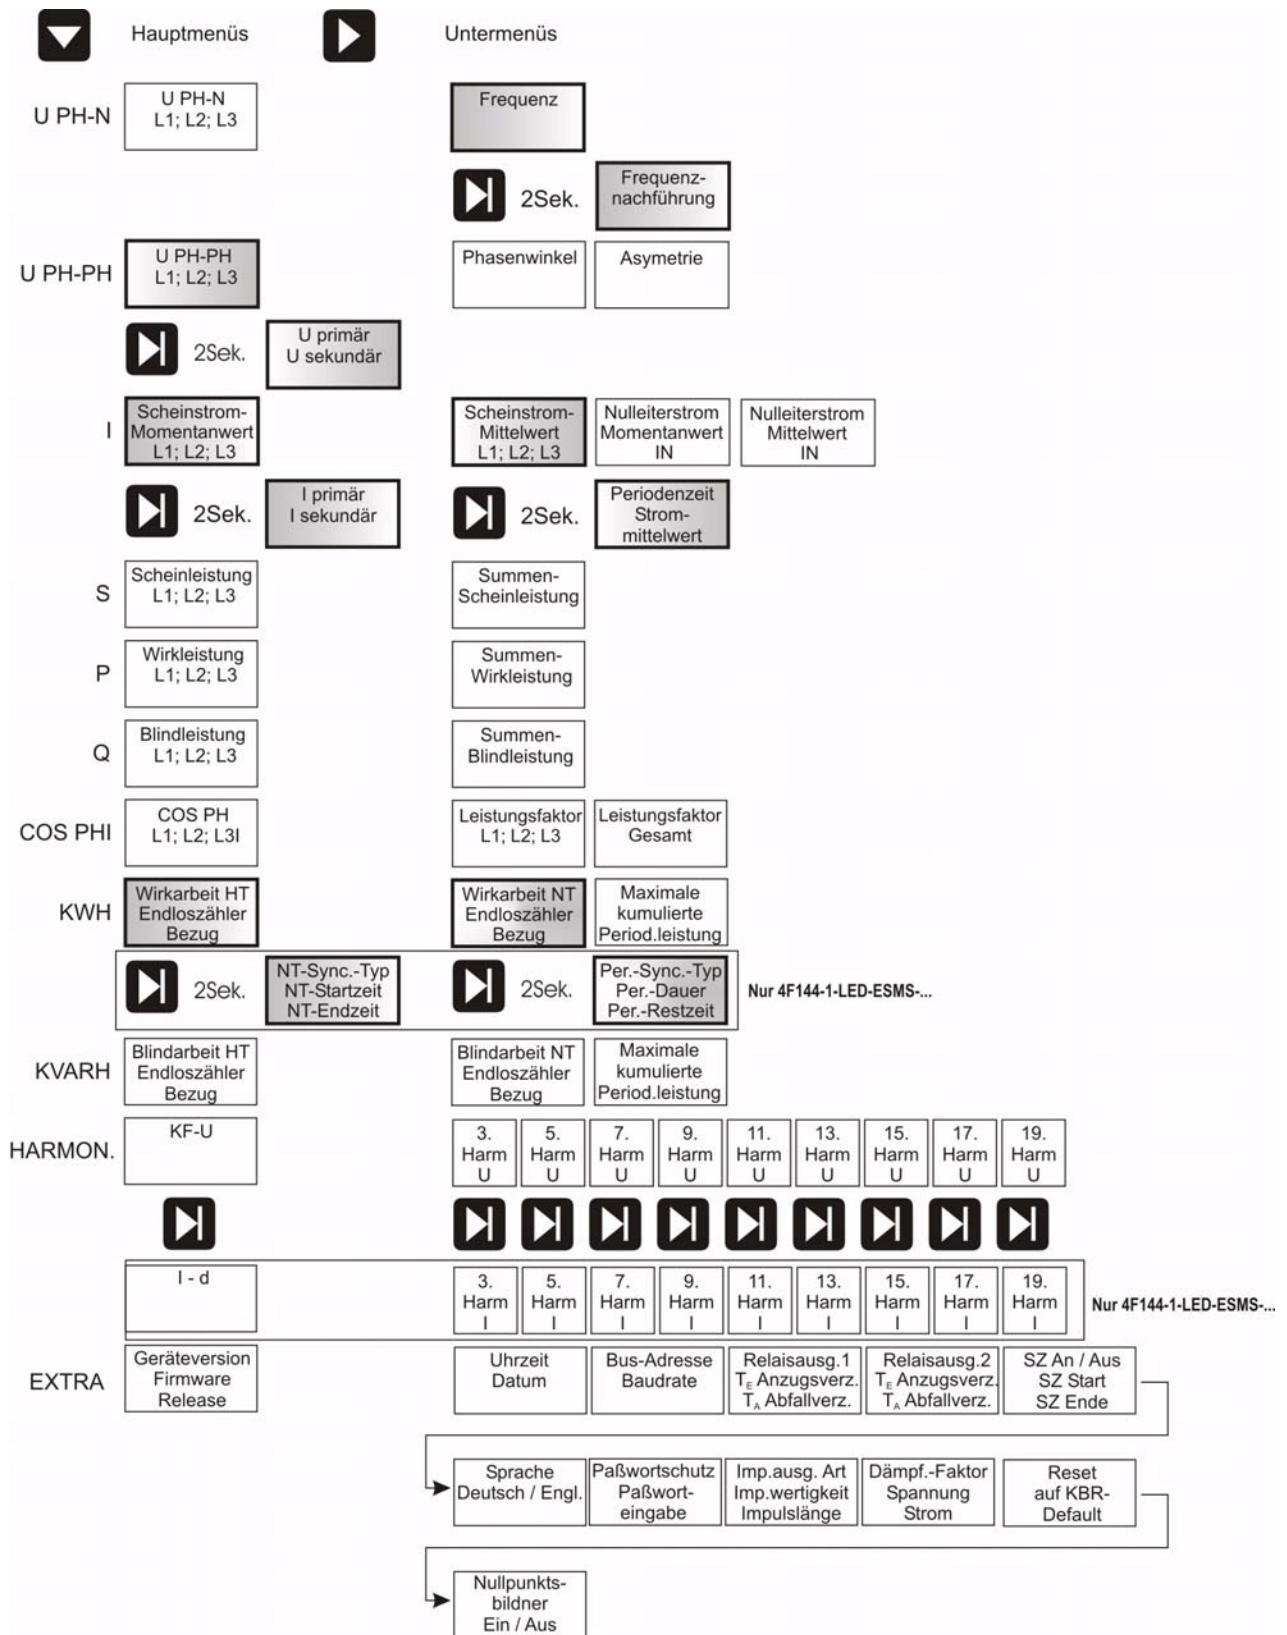 Hauptmenüs
Untermenüs
U PH-N
U PH-N
L1; L2; L3
Frequenz
2Sek.
Frequenz-
nachführung
U PH-PH
U PH-PH
L1; L2; L3
Phasenwinkel
Asymetrie
2Sek.
U primär
U sekundär
I
Scheinstrom-
Momentanwert
L1; L2; L3
Scheinstrom-
Mittelwert
L1; L2; L3
Nulleiterstrom
Momentanwert
IN
Nulleiterstrom
Mittelwert
IN
2Sek.
I primär
I sekundär
2Sek.
Periodenzeit
Strom-
mittelwert
S
Scheinleistung
L1; L2; L3
Summen-
Scheinleistung
P
Wirkleistung
L1; L2; L3
Summen-
Wirkleistung
Q
Blindleistung
L1; L2; L3
Summen-
Blindleistung
COS PHI
COS PH
L1; L2; L3I
Leistungsfaktor
L1; L2; L3
Leistungsfaktor
Gesamt
KWH
Wirkarbeit HT
Endloszähler
Bezug
Wirkarbeit NT
Endloszähler
Bezug
Maximale
kumulierte
Period.leistung
2Sek.
NT-Sync.-Typ
NT-Startzeit
NT-Endzeit
2Sek.
Per.-Sync.-Typ
Per.-Dauer
Per.-Restzeit
Nur 4F144-1-LED-ESMS-...
KVARH
Blindarbeit HT
Endloszähler
Bezug
Blindarbeit NT
Endloszähler
Bezug
Maximale
kumulierte
Period.leistung
HARMON.
KF-U
3.
Harm
U
5.
Harm
U
7.
Harm
U
9.
Harm
U
11.
Harm
U
13.
Harm
U
15.
Harm
U
17.
Harm
U
19.
Harm
U
I - d
3.
Harm
I
5.
Harm
I
7.
Harm
I
9.
Harm
I
11.
Harm
I
13.
Harm
I
15.
Harm
I
17.
Harm
I
19.
Harm
I
Nur 4F144-1-LED-ESMS-...
EXTRA
Geräteversion
Firmware
Release
Uhrzeit
Datum
Bus-Adresse
Baudrate
Relaisausg.1
TE Anzugsverz.
TA Abfallverz.
Relaisausg.2
TE Anzugsverz.
TA Abfallverz.
SZ An / Aus
SZ Start
SZ Ende
Sprache
Deutsch / Engl.
Paßwortschutz
Paßwort-
eingabe
Imp.ausg. Art
Imp.wertigkeit
Impulslänge
Dämpf.-Faktor
Spannung
Strom
Reset
auf KBR-
Default
Nullpunkts-
bildner
Ein / Aus